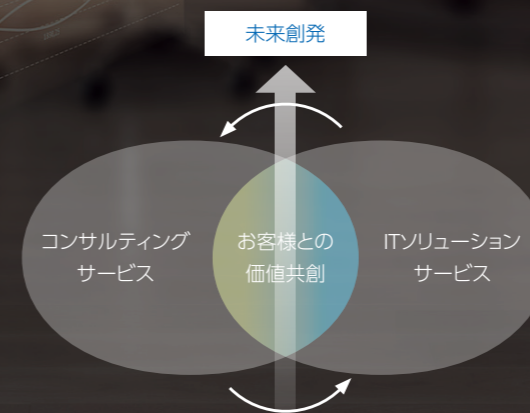 未来創発
コンサルティング
サービス
お客様との
価値共創
ITソリューション
サービス